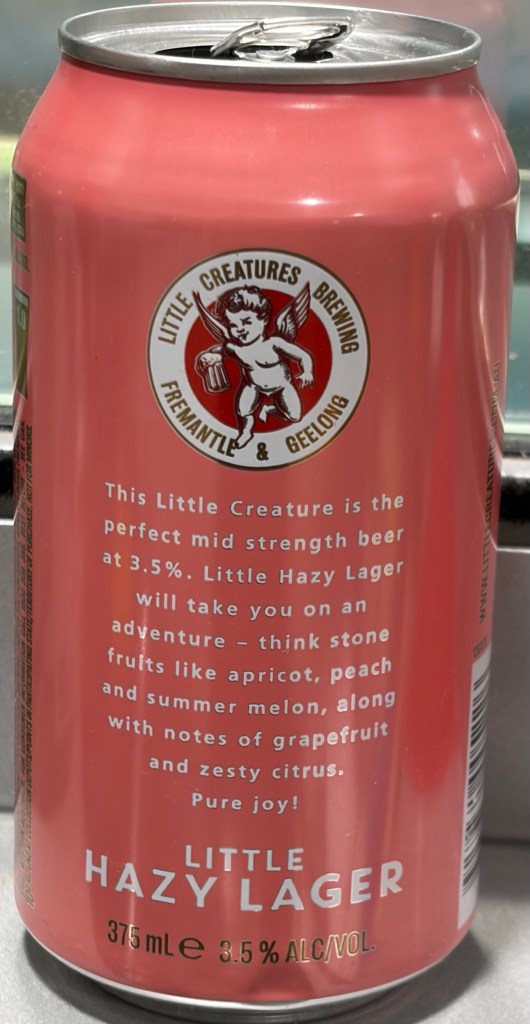 LITTLE CREATURES BREWING
FREMANTLE & GEELONG
This Little Creature is the
perfect mid strength beer
at 3.5%. Little Hazy Lager
will take you on an
adventure – think stone
fruits like apricot, peach
and summer melon, along
with notes of grapefruit
and zesty citrus.
Pure joy!
LITTLE
HAZY LAGER
375 mL e 3.5 % ALC/VOL.